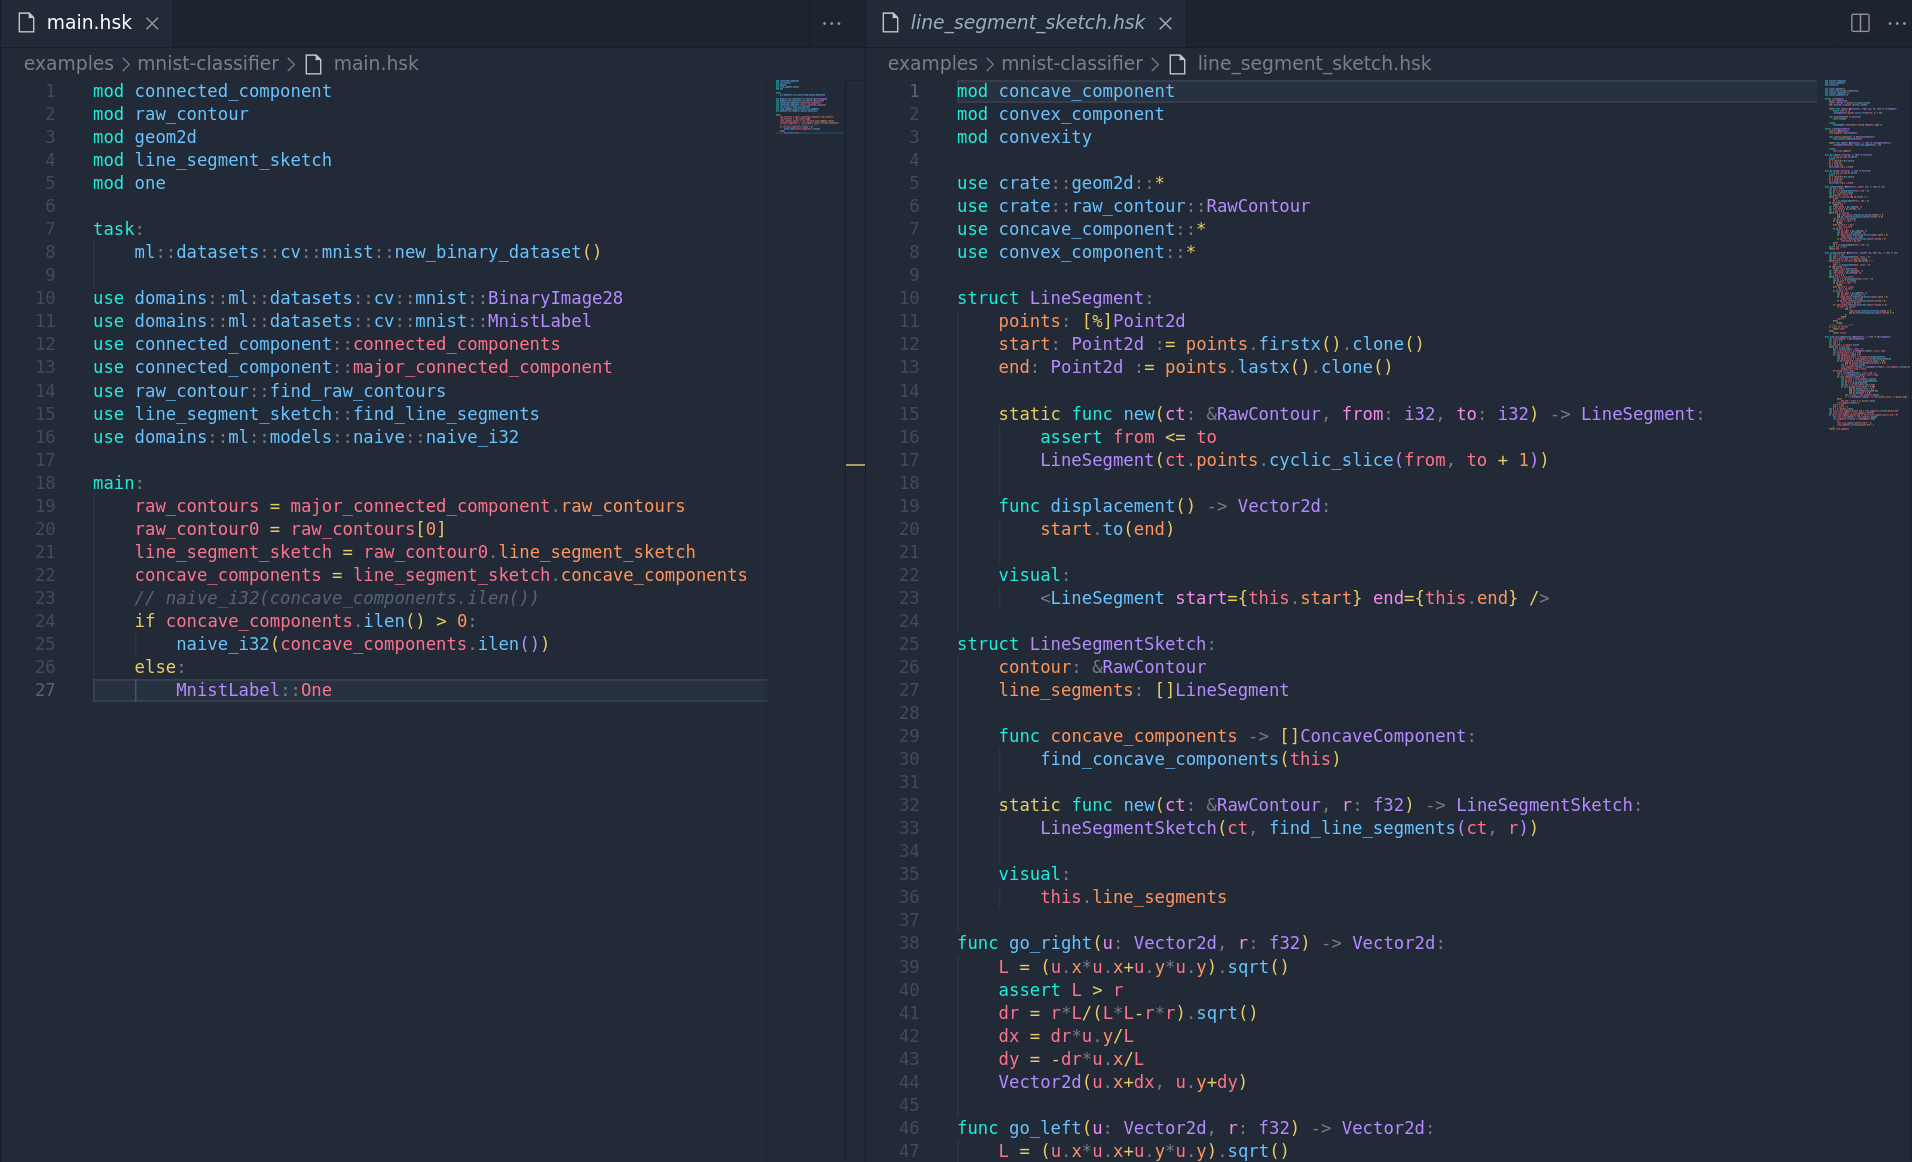 main.hsk
examples > mnist-classifier > main.hsk
1 mod connected_component
2 mod raw_contour
3 mod geom2d
4 mod line_segment_sketch
5 mod one
6
7 task:
8     ml::datasets::cv::mnist::new_binary_dataset()
9
10 use domains::ml::datasets::cv::mnist::BinaryImage28
11 use domains::ml::datasets::cv::mnist::MnistLabel
12 use connected_component::connected_components
13 use connected_component::major_connected_component
14 use raw_contour::find_raw_contours
15 use line_segment_sketch::find_line_segments
16 use domains::ml::models::naive::naive_i32
17
18 main:
19     raw_contours = major_connected_component.raw_contours
20     raw_contour0 = raw_contours[0]
21     line_segment_sketch = raw_contour0.line_segment_sketch
22     concave_components = line_segment_sketch.concave_components
23     // naive_i32(concave_components.ilen())
24     if concave_components.ilen() > 0:
25         naive_i32(concave_components.ilen())
26     else:
27         MnistLabel::One
line_segment_sketch.hsk
examples > mnist-classifier > line_segment_sketch.hsk
1 mod concave_component
2 mod convex_component
3 mod convexity
4
5 use crate::geom2d::*
6 use crate::raw_contour::RawContour
7 use concave_component::*
8 use convex_component::*
9
10 struct LineSegment:
11     points: [%]Point2d
12     start: Point2d := points.firstx().clone()
13     end: Point2d := points.lastx().clone()
14
15     static func new(ct: &RawContour, from: i32, to: i32) -> LineSegment:
16         assert from <= to
17         LineSegment(ct.points.cyclic_slice(from, to + 1))
18
19     func displacement() -> Vector2d:
20         start.to(end)
21
22     visual:
23         <LineSegment start={this.start} end={this.end} />
24
25 struct LineSegmentSketch:
26     contour: &RawContour
27     line_segments: []LineSegment
28
29     func concave_components -> []ConcaveComponent:
30         find_concave_components(this)
31
32     static func new(ct: &RawContour, r: f32) -> LineSegmentSketch:
33         LineSegmentSketch(ct, find_line_segments(ct, r))
34
35     visual:
36         this.line_segments
37
38 func go_right(u: Vector2d, r: f32) -> Vector2d:
39     L = (u.x*u.x+u.y*u.y).sqrt()
40     assert L > r
41     dr = r*L/(L*L-r*r).sqrt()
42     dx = dr*u.y/L
43     dy = -dr*u.x/L
44     Vector2d(u.x+dx, u.y+dy)
45
46 func go_left(u: Vector2d, r: f32) -> Vector2d:
47     L = (u.x*u.x+u.y*u.y).sqrt()